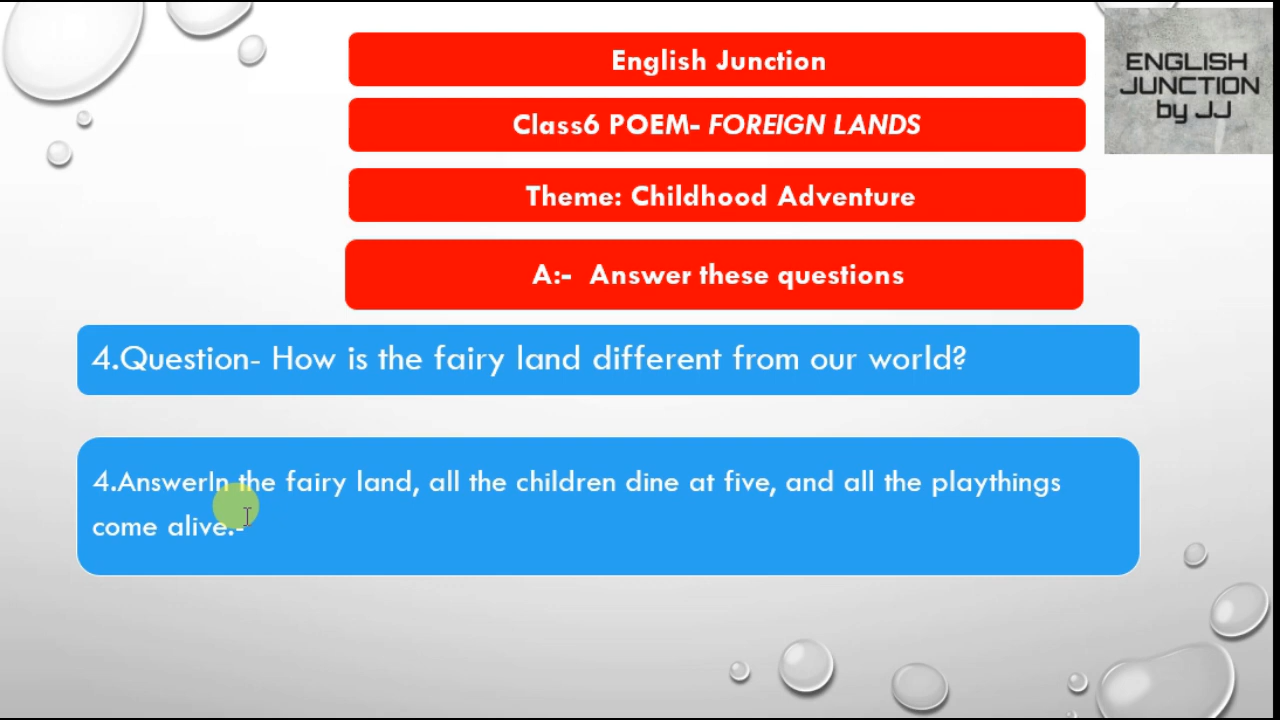 English Junction
ENGLISH
JUNCTION
by JJ
Class6 POEM- FOREIGN LANDS
Theme: Childhood Adventure
A:- Answer these questions
4.Question- How is the fairy land different from our world?
4.AnswerIn the fairy land, all the children dine at five, and all the playthings
come alive.-